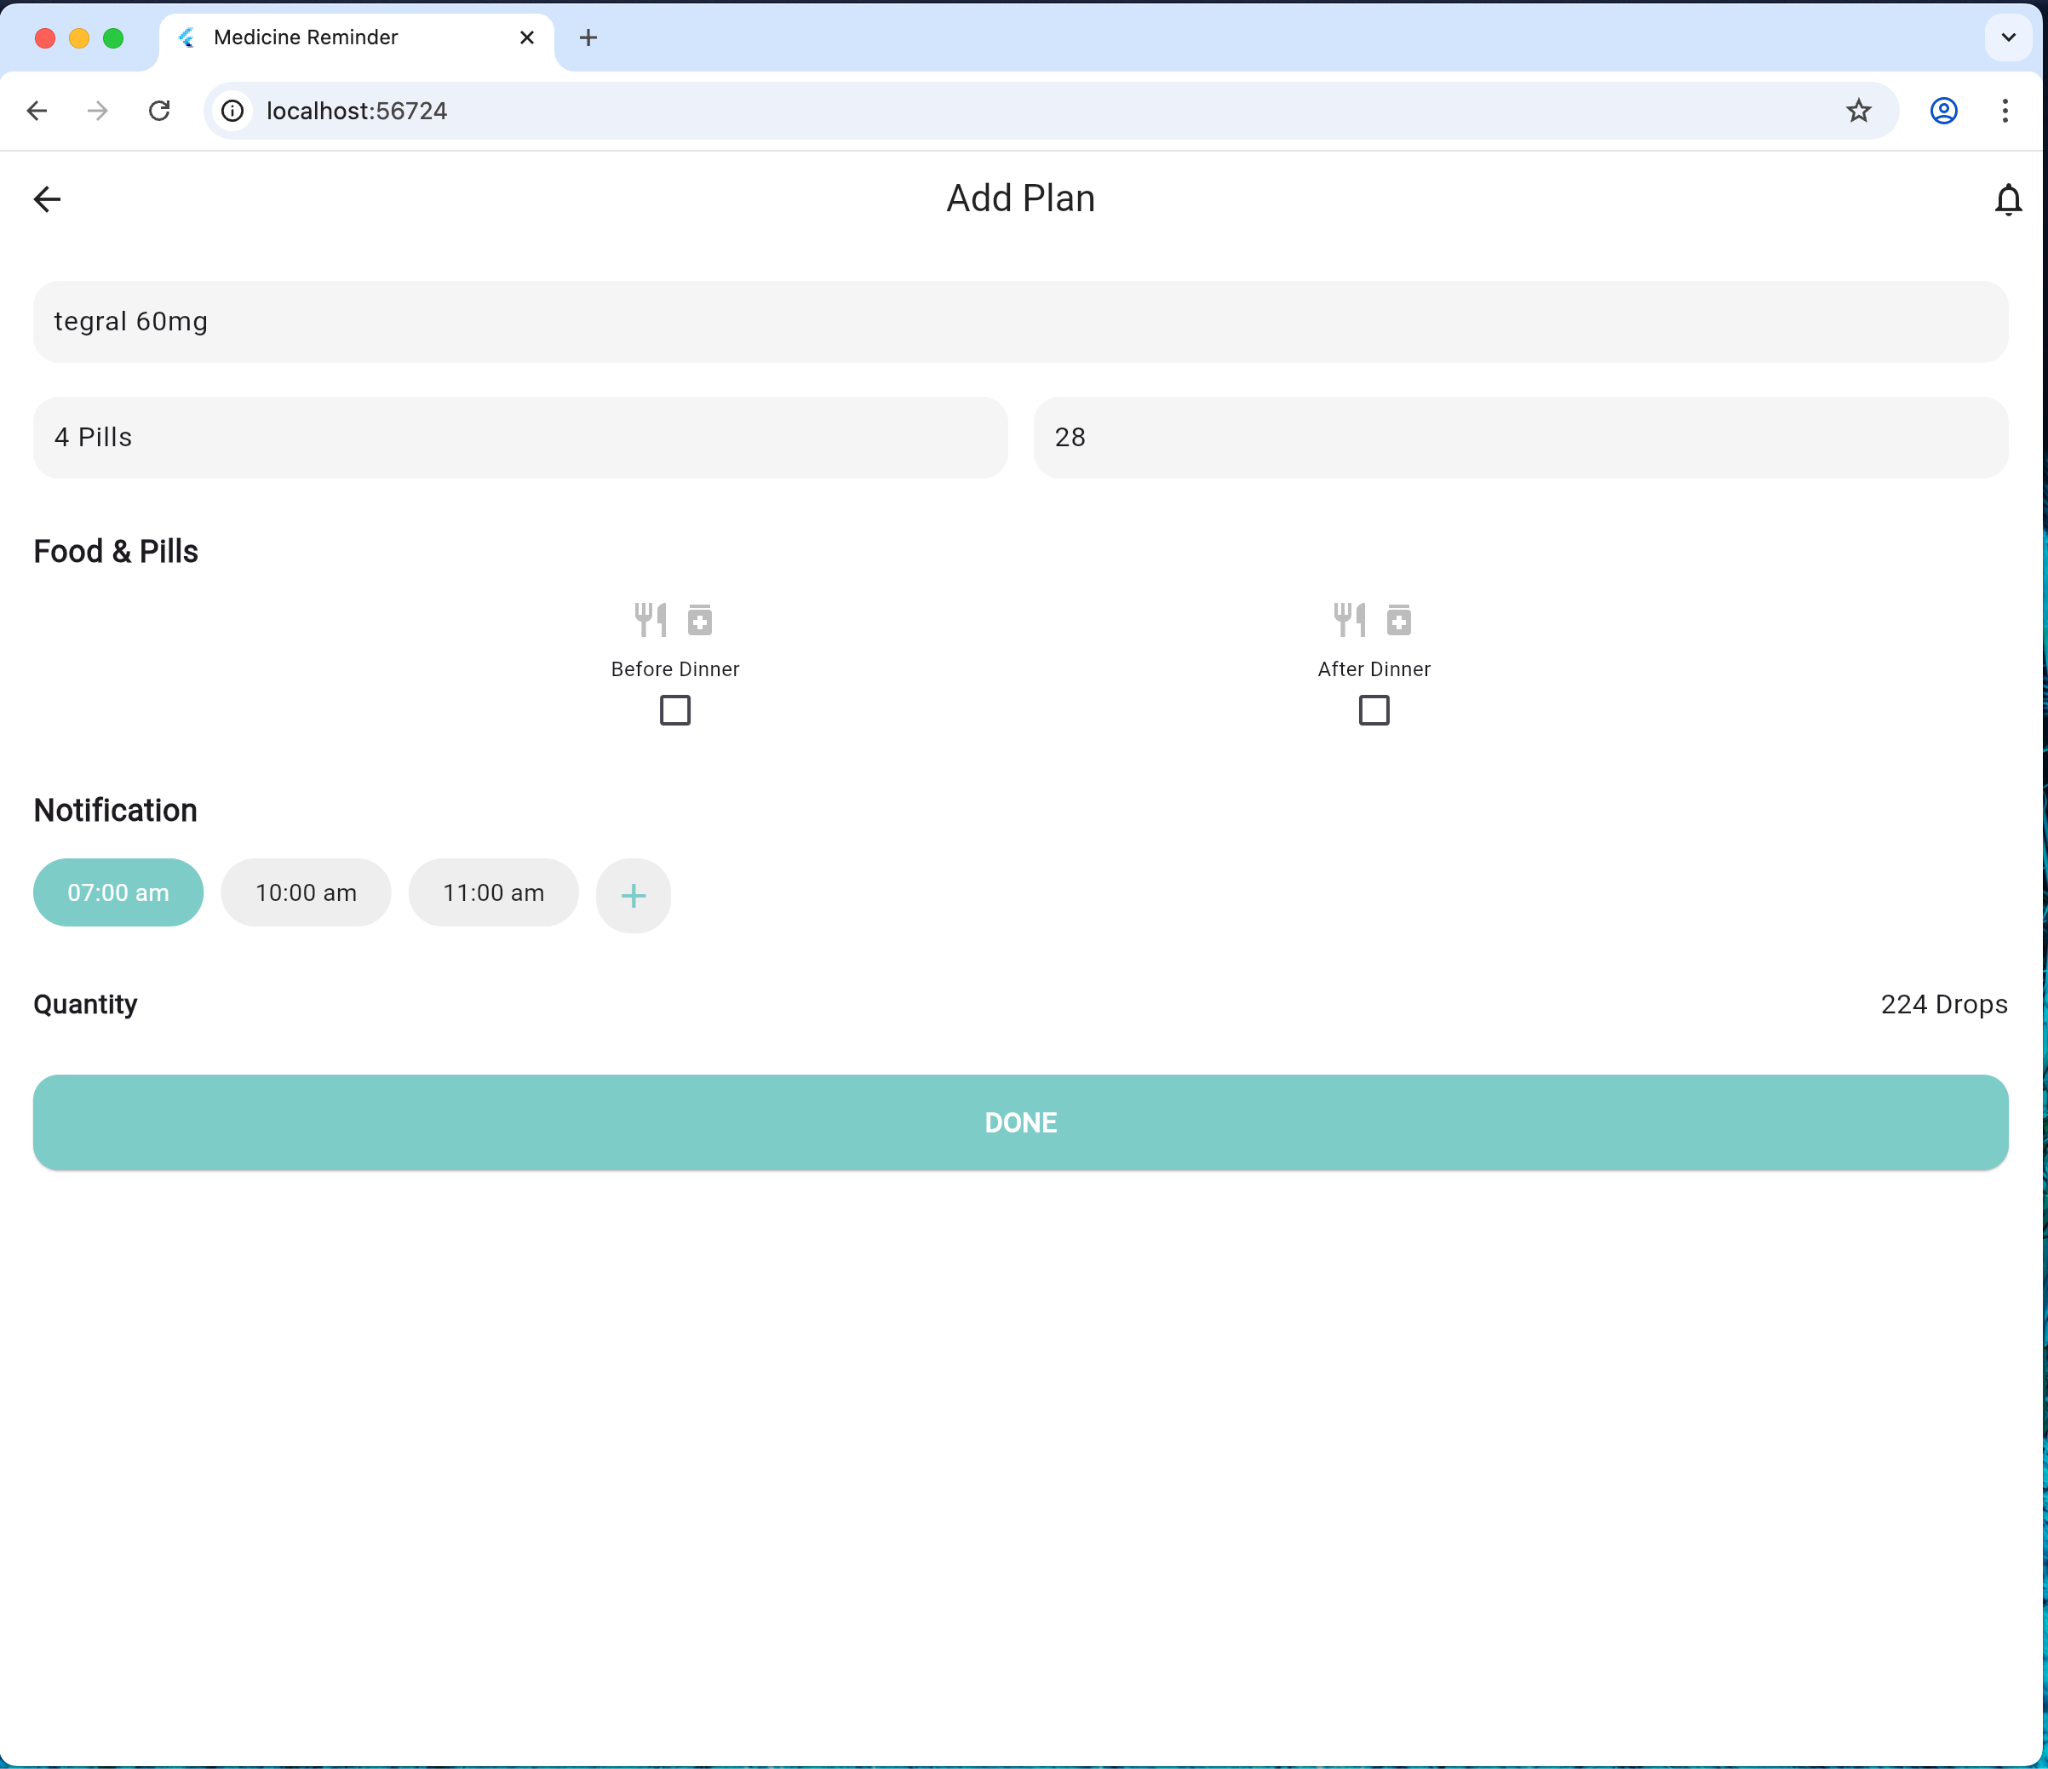 Medicine Reminder
localhost:56724
Add Plan
tegral 60mg
4 Pills
28
Food & Pills
Before Dinner
After Dinner
Notification
07:00 am
10:00 am
11:00 am
Quantity
224 Drops
DONE